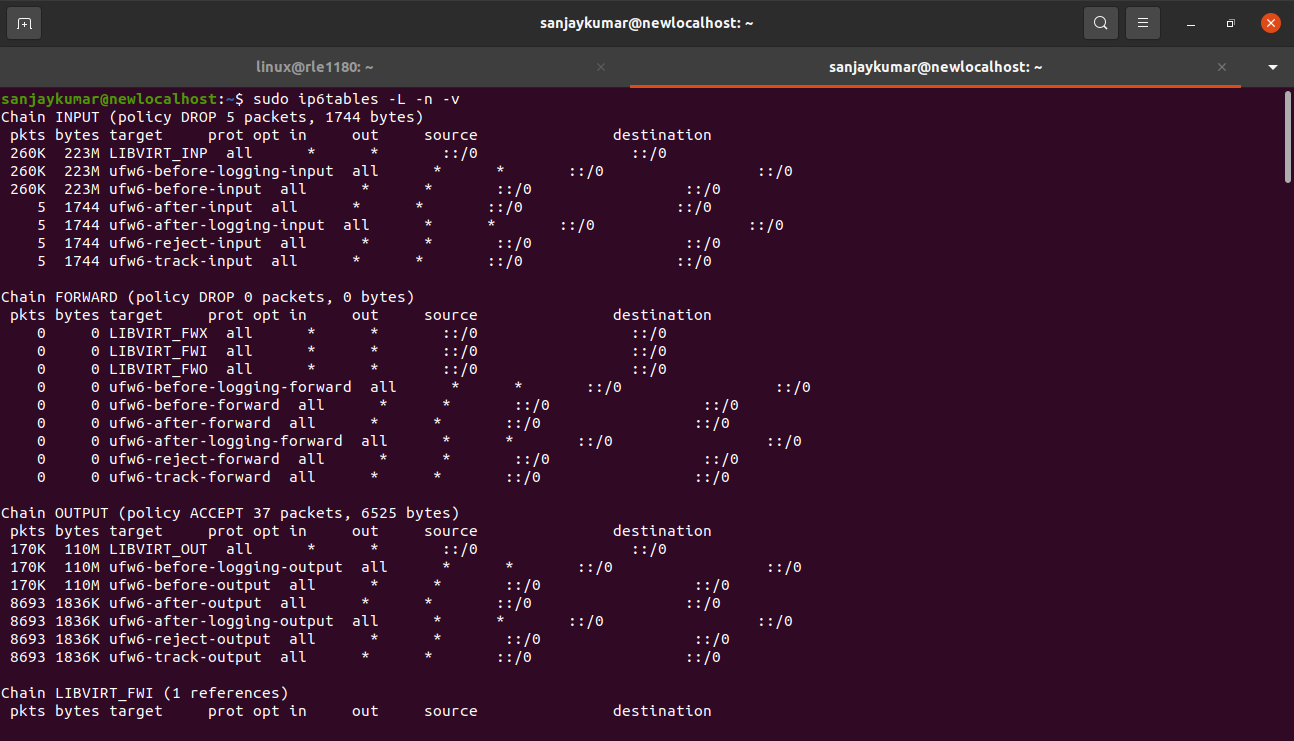 sanjaykumar@newlocalhost: ~
linux@rle1180: ~
sanjaykumar@newlocalhost: ~
sanjaykumar@newlocalhost:~$ sudo ip6tables -L -n -v
Chain INPUT (policy DROP 5 packets, 1744 bytes)
 pkts bytes target     prot opt in     out     source               destination
 260K  223M LIBVIRT_INP  all      *      *       ::/0                 ::/0
 260K  223M ufw6-before-logging-input  all      *      *       ::/0                 ::/0
 260K  223M ufw6-before-input  all      *      *       ::/0                 ::/0
    5  1744 ufw6-after-input  all      *      *       ::/0                 ::/0
    5  1744 ufw6-after-logging-input  all      *      *       ::/0                 ::/0
    5  1744 ufw6-reject-input  all      *      *       ::/0                 ::/0
    5  1744 ufw6-track-input  all      *      *       ::/0                 ::/0
Chain FORWARD (policy DROP 0 packets, 0 bytes)
 pkts bytes target     prot opt in     out     source               destination
    0     0 LIBVIRT_FWX  all      *      *       ::/0                 ::/0
    0     0 LIBVIRT_FWI  all      *      *       ::/0                 ::/0
    0     0 LIBVIRT_FWO  all      *      *       ::/0                 ::/0
    0     0 ufw6-before-logging-forward  all      *      *       ::/0                 ::/0
    0     0 ufw6-before-forward  all      *      *       ::/0                 ::/0
    0     0 ufw6-after-forward  all      *      *       ::/0                 ::/0
    0     0 ufw6-after-logging-forward  all      *      *       ::/0                 ::/0
    0     0 ufw6-reject-forward  all      *      *       ::/0                 ::/0
    0     0 ufw6-track-forward  all      *      *       ::/0                 ::/0
Chain OUTPUT (policy ACCEPT 37 packets, 6525 bytes)
 pkts bytes target     prot opt in     out     source               destination
 170K  110M LIBVIRT_OUT  all      *      *       ::/0                 ::/0
 170K  110M ufw6-before-logging-output  all      *      *       ::/0                 ::/0
 170K  110M ufw6-before-output  all      *      *       ::/0                 ::/0
 8693 1836K ufw6-after-output  all      *      *       ::/0                 ::/0
 8693 1836K ufw6-after-logging-output  all      *      *       ::/0                 ::/0
 8693 1836K ufw6-reject-output  all      *      *       ::/0                 ::/0
 8693 1836K ufw6-track-output  all      *      *       ::/0                 ::/0
Chain LIBVIRT_FWI (1 references)
 pkts bytes target     prot opt in     out     source               destination